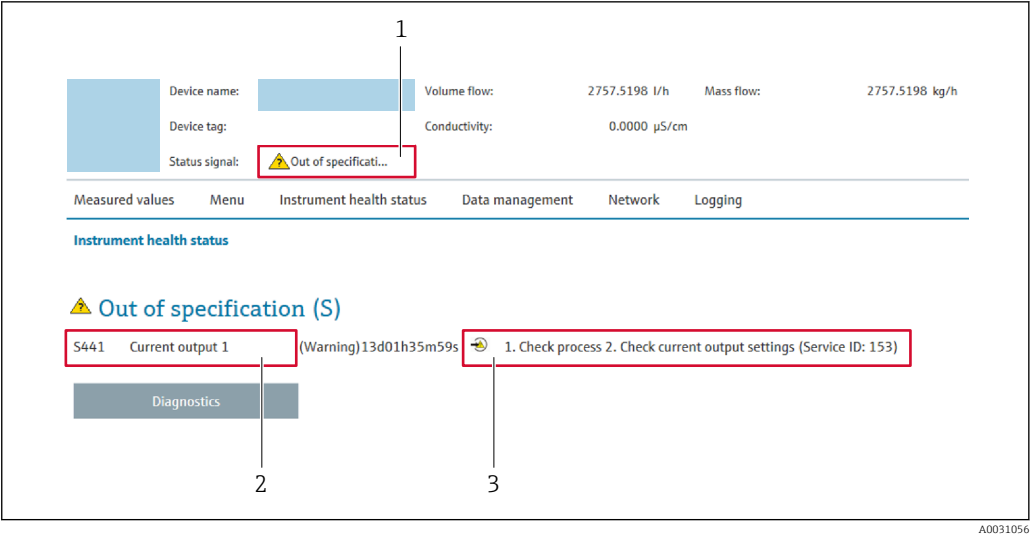 1
Device name: Volume flow: 2757.5198 l/h Mass flow: 2757.5198 kg/h
Device tag: Conductivity: 0.0000 µS/cm
Status signal: Out of specificati...
Measured values Menu Instrument health status Data management Network Logging
Instrument health status
Out of specification (S)
S441 Current output 1 (Warning)13d01h35m59s 1. Check process 2. Check current output settings (Service ID: 153)
Diagnostics
2 3
A0031056